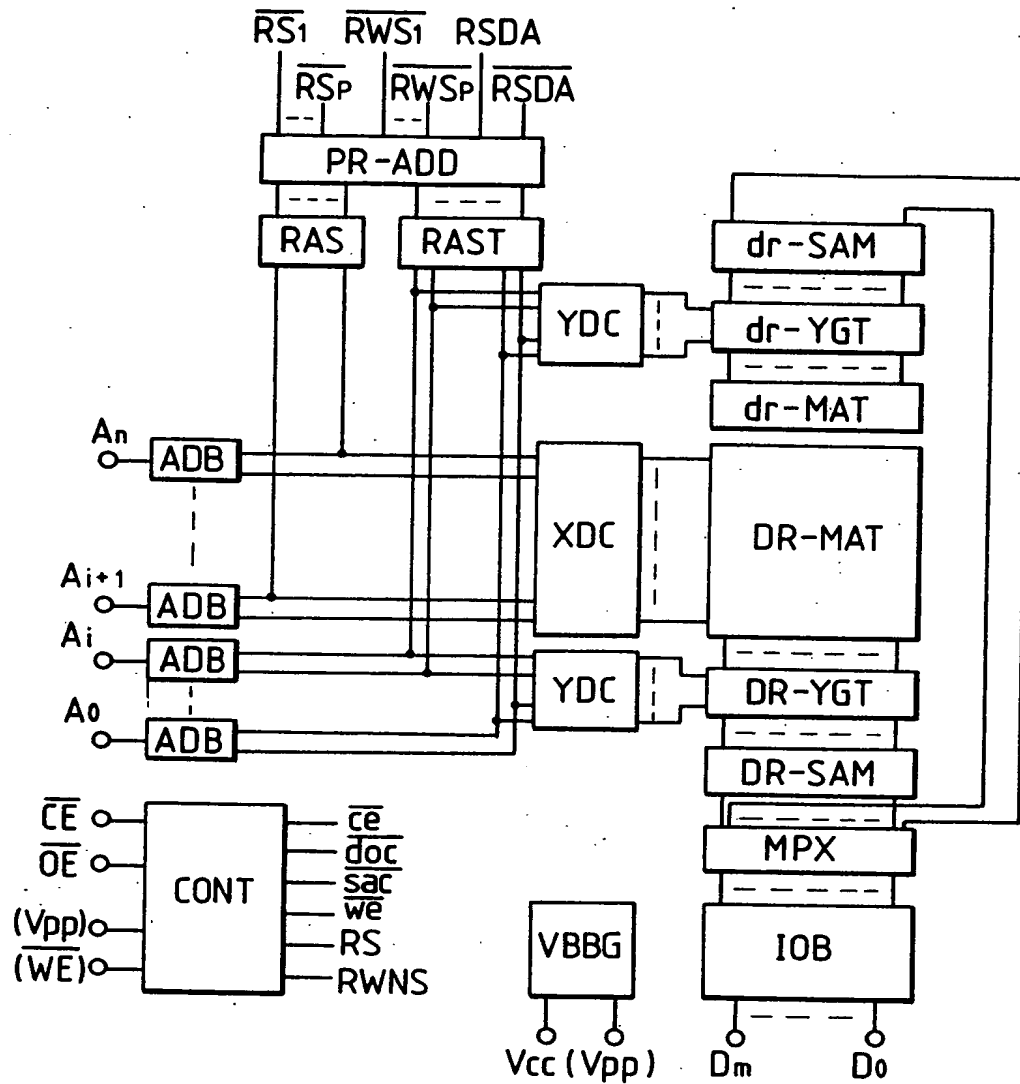 RS1 RWS1 RSDA
RSP RWSP RSDA
PR-ADD
RAS RAST
dr-SAM
YDC dr-YGT
dr-MAT
An ADB
XDC DR-MAT
Ai+1 ADB
Ai ADB
YDC DR-YGT
A0 ADB
DR-SAM
CE ce
MPX
OE doc
CONT sac
we
(Vpp) RS
(WE) RWNS
VBBG IOB
Vcc (Vpp) Dm D0